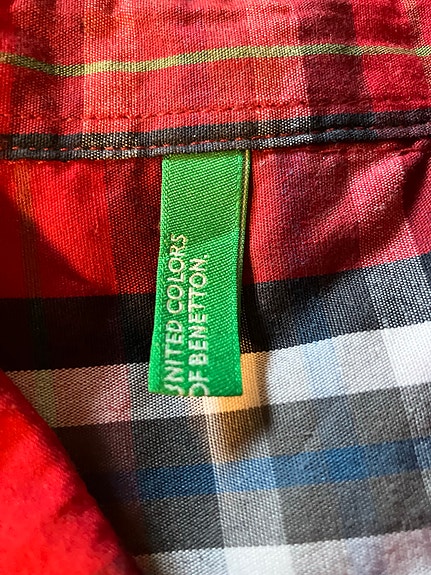 UNITED COLORS
OF BENETTON.